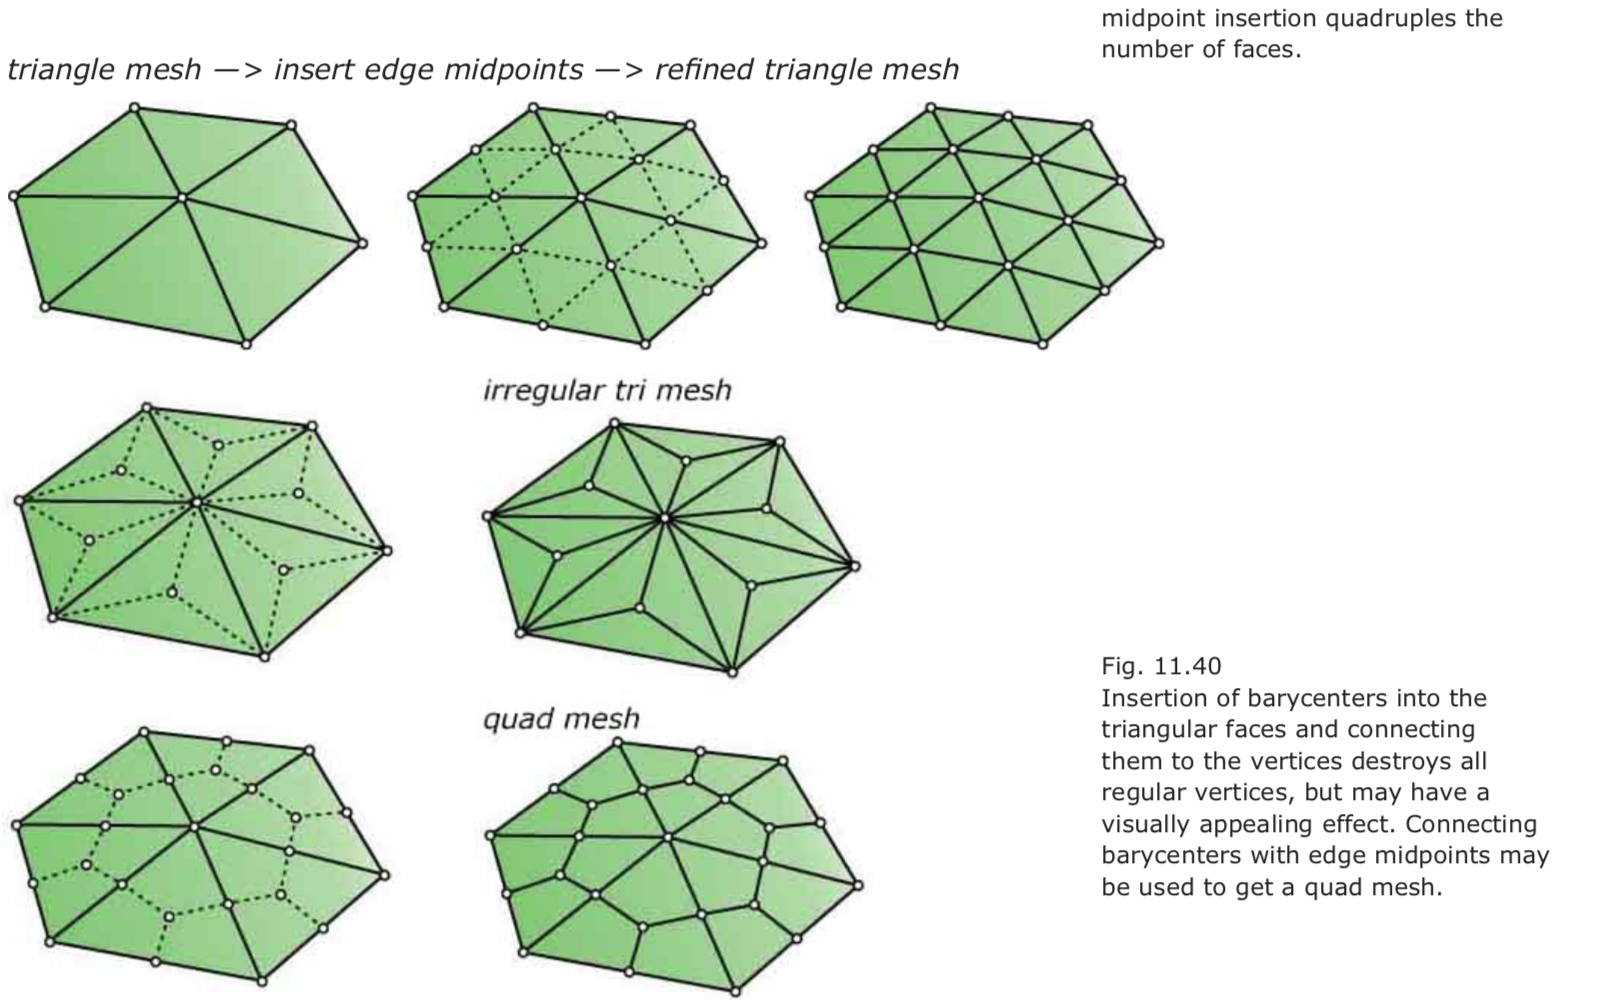 midpoint insertion quadruples the
number of faces.
triangle mesh —> insert edge midpoints —> refined triangle mesh
irregular tri mesh
quad mesh
Fig. 11.40
Insertion of barycenters into the
triangular faces and connecting
them to the vertices destroys all
regular vertices, but may have a
visually appealing effect. Connecting
barycenters with edge midpoints may
be used to get a quad mesh.